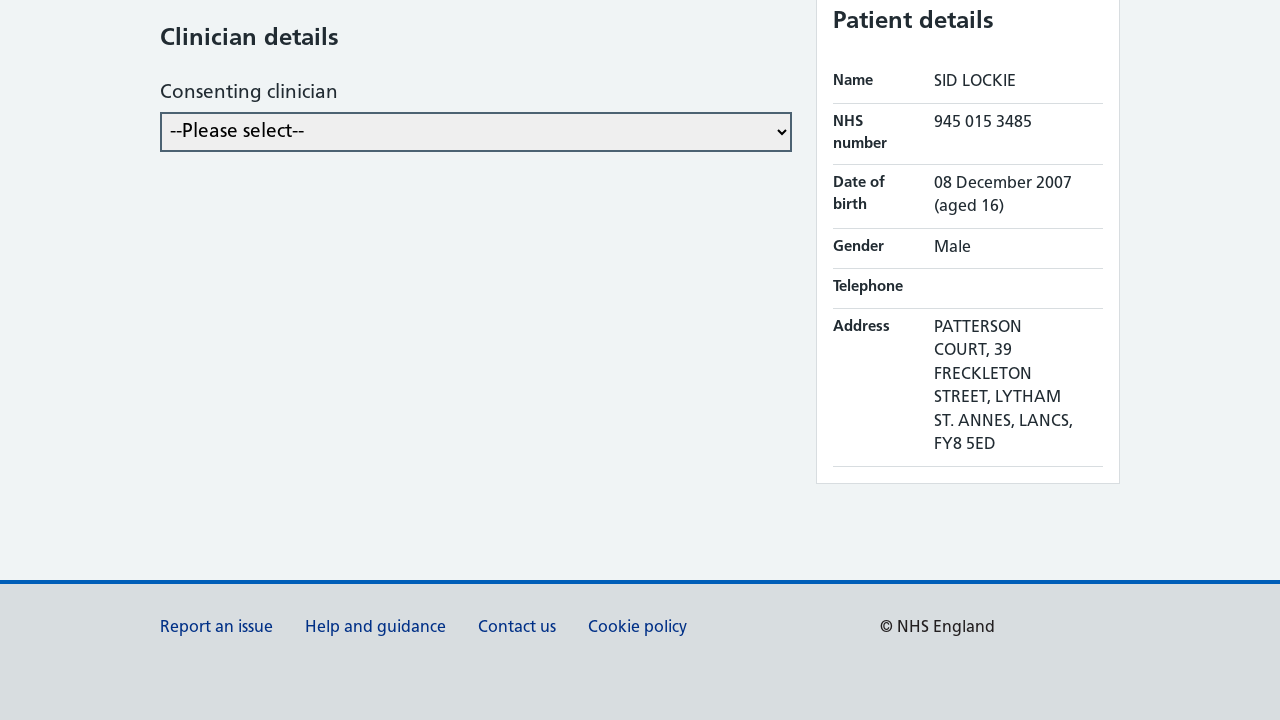 Clinician details
Consenting clinician
--Please select--
Patient details
Name SID LOCKIE
NHS number 945 015 3485
Date of birth 08 December 2007 (aged 16)
Gender Male
Telephone
Address PATTERSON
COURT, 39
FRECKLETON
STREET, LYTHAM
ST. ANNES, LANCS,
FY8 5ED
Report an issue Help and guidance Contact us Cookie policy © NHS England